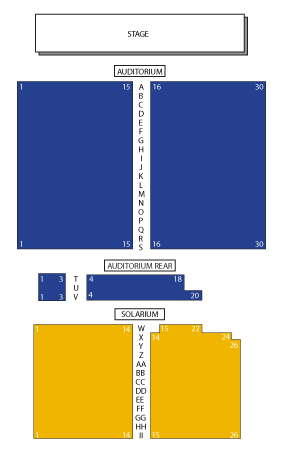 STAGE
AUDITORIUM
1 15 A 16 30
B
C
D
E
F
G
H
I
J
K
L
M
N
O
P
Q
R
1 15 S 16 30
AUDITORIUM REAR
1 3 T 4 18
U
1 3 V 4 20
SOLARIUM
1 14 W 15 22
X 14 24
Y 26
Z
AA
BB
CC
DD
EE
FF
GG
HH
1 14 II 15 26